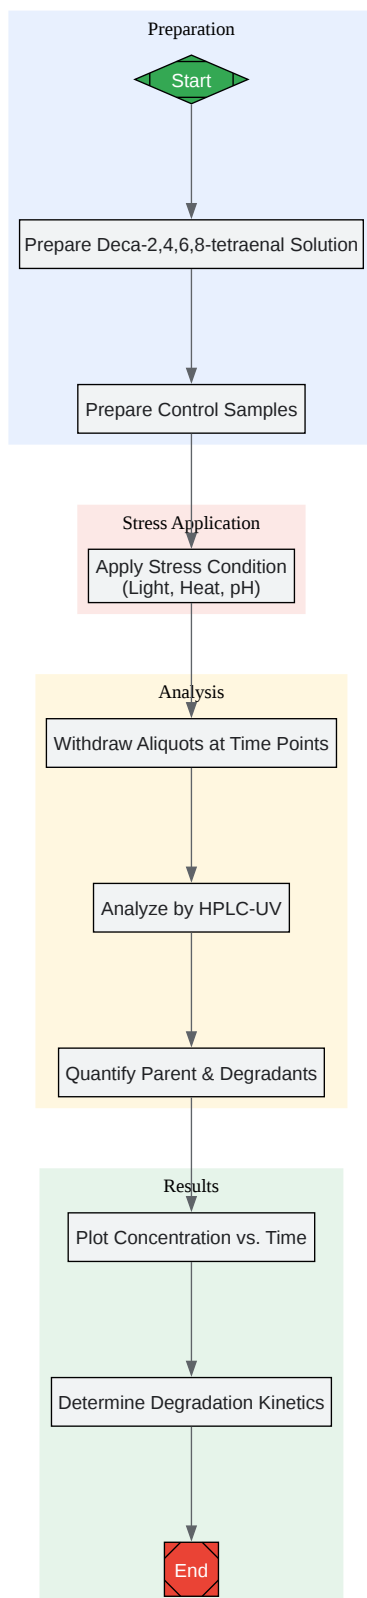 Preparation
Start
Prepare Deca-2,4,6,8-tetraenal Solution
Prepare Control Samples
Stress Application
Apply Stress Condition
(Light, Heat, pH)
Analysis
Withdraw Aliquots at Time Points
Analyze by HPLC-UV
Quantify Parent & Degradants
Results
Plot Concentration vs. Time
Determine Degradation Kinetics
End